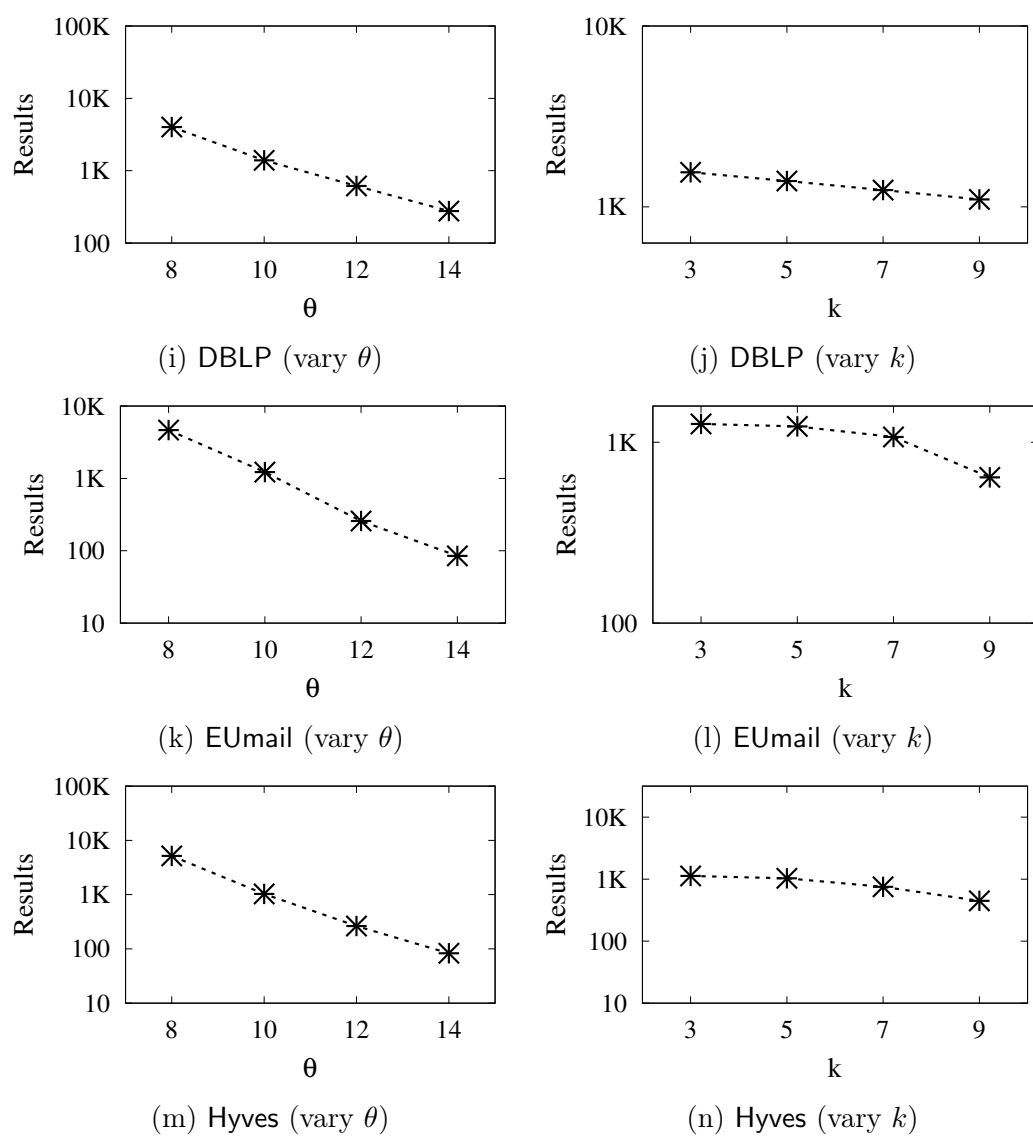 100K
10K
1K
100
Results
8 10 12 14
θ
(i) DBLP (vary θ)
10K
1K
Results
3 5 7 9
k
(j) DBLP (vary k)
10K
1K
100
10
Results
8 10 12 14
θ
(k) EUmail (vary θ)
1K
100
Results
3 5 7 9
k
(l) EUmail (vary k)
100K
10K
1K
100
10
Results
8 10 12 14
θ
(m) Hyves (vary θ)
10K
1K
100
10
Results
3 5 7 9
k
(n) Hyves (vary k)